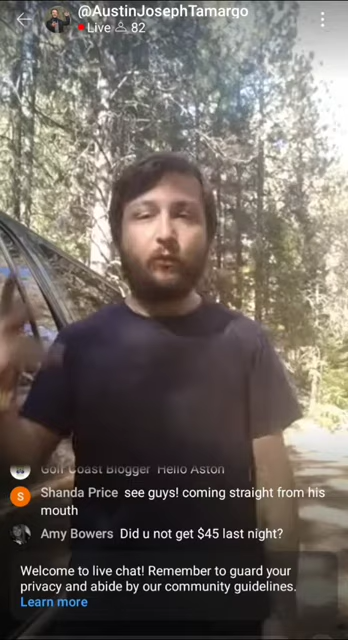 @AustinJosephTamargo
Live 82
Golf Coast Blogger Hello Aston
Shanda Price see guys! coming straight from his
mouth
Amy Bowers Did u not get $45 last night?
Welcome to live chat! Remember to guard your
privacy and abide by our community guidelines.
Learn more